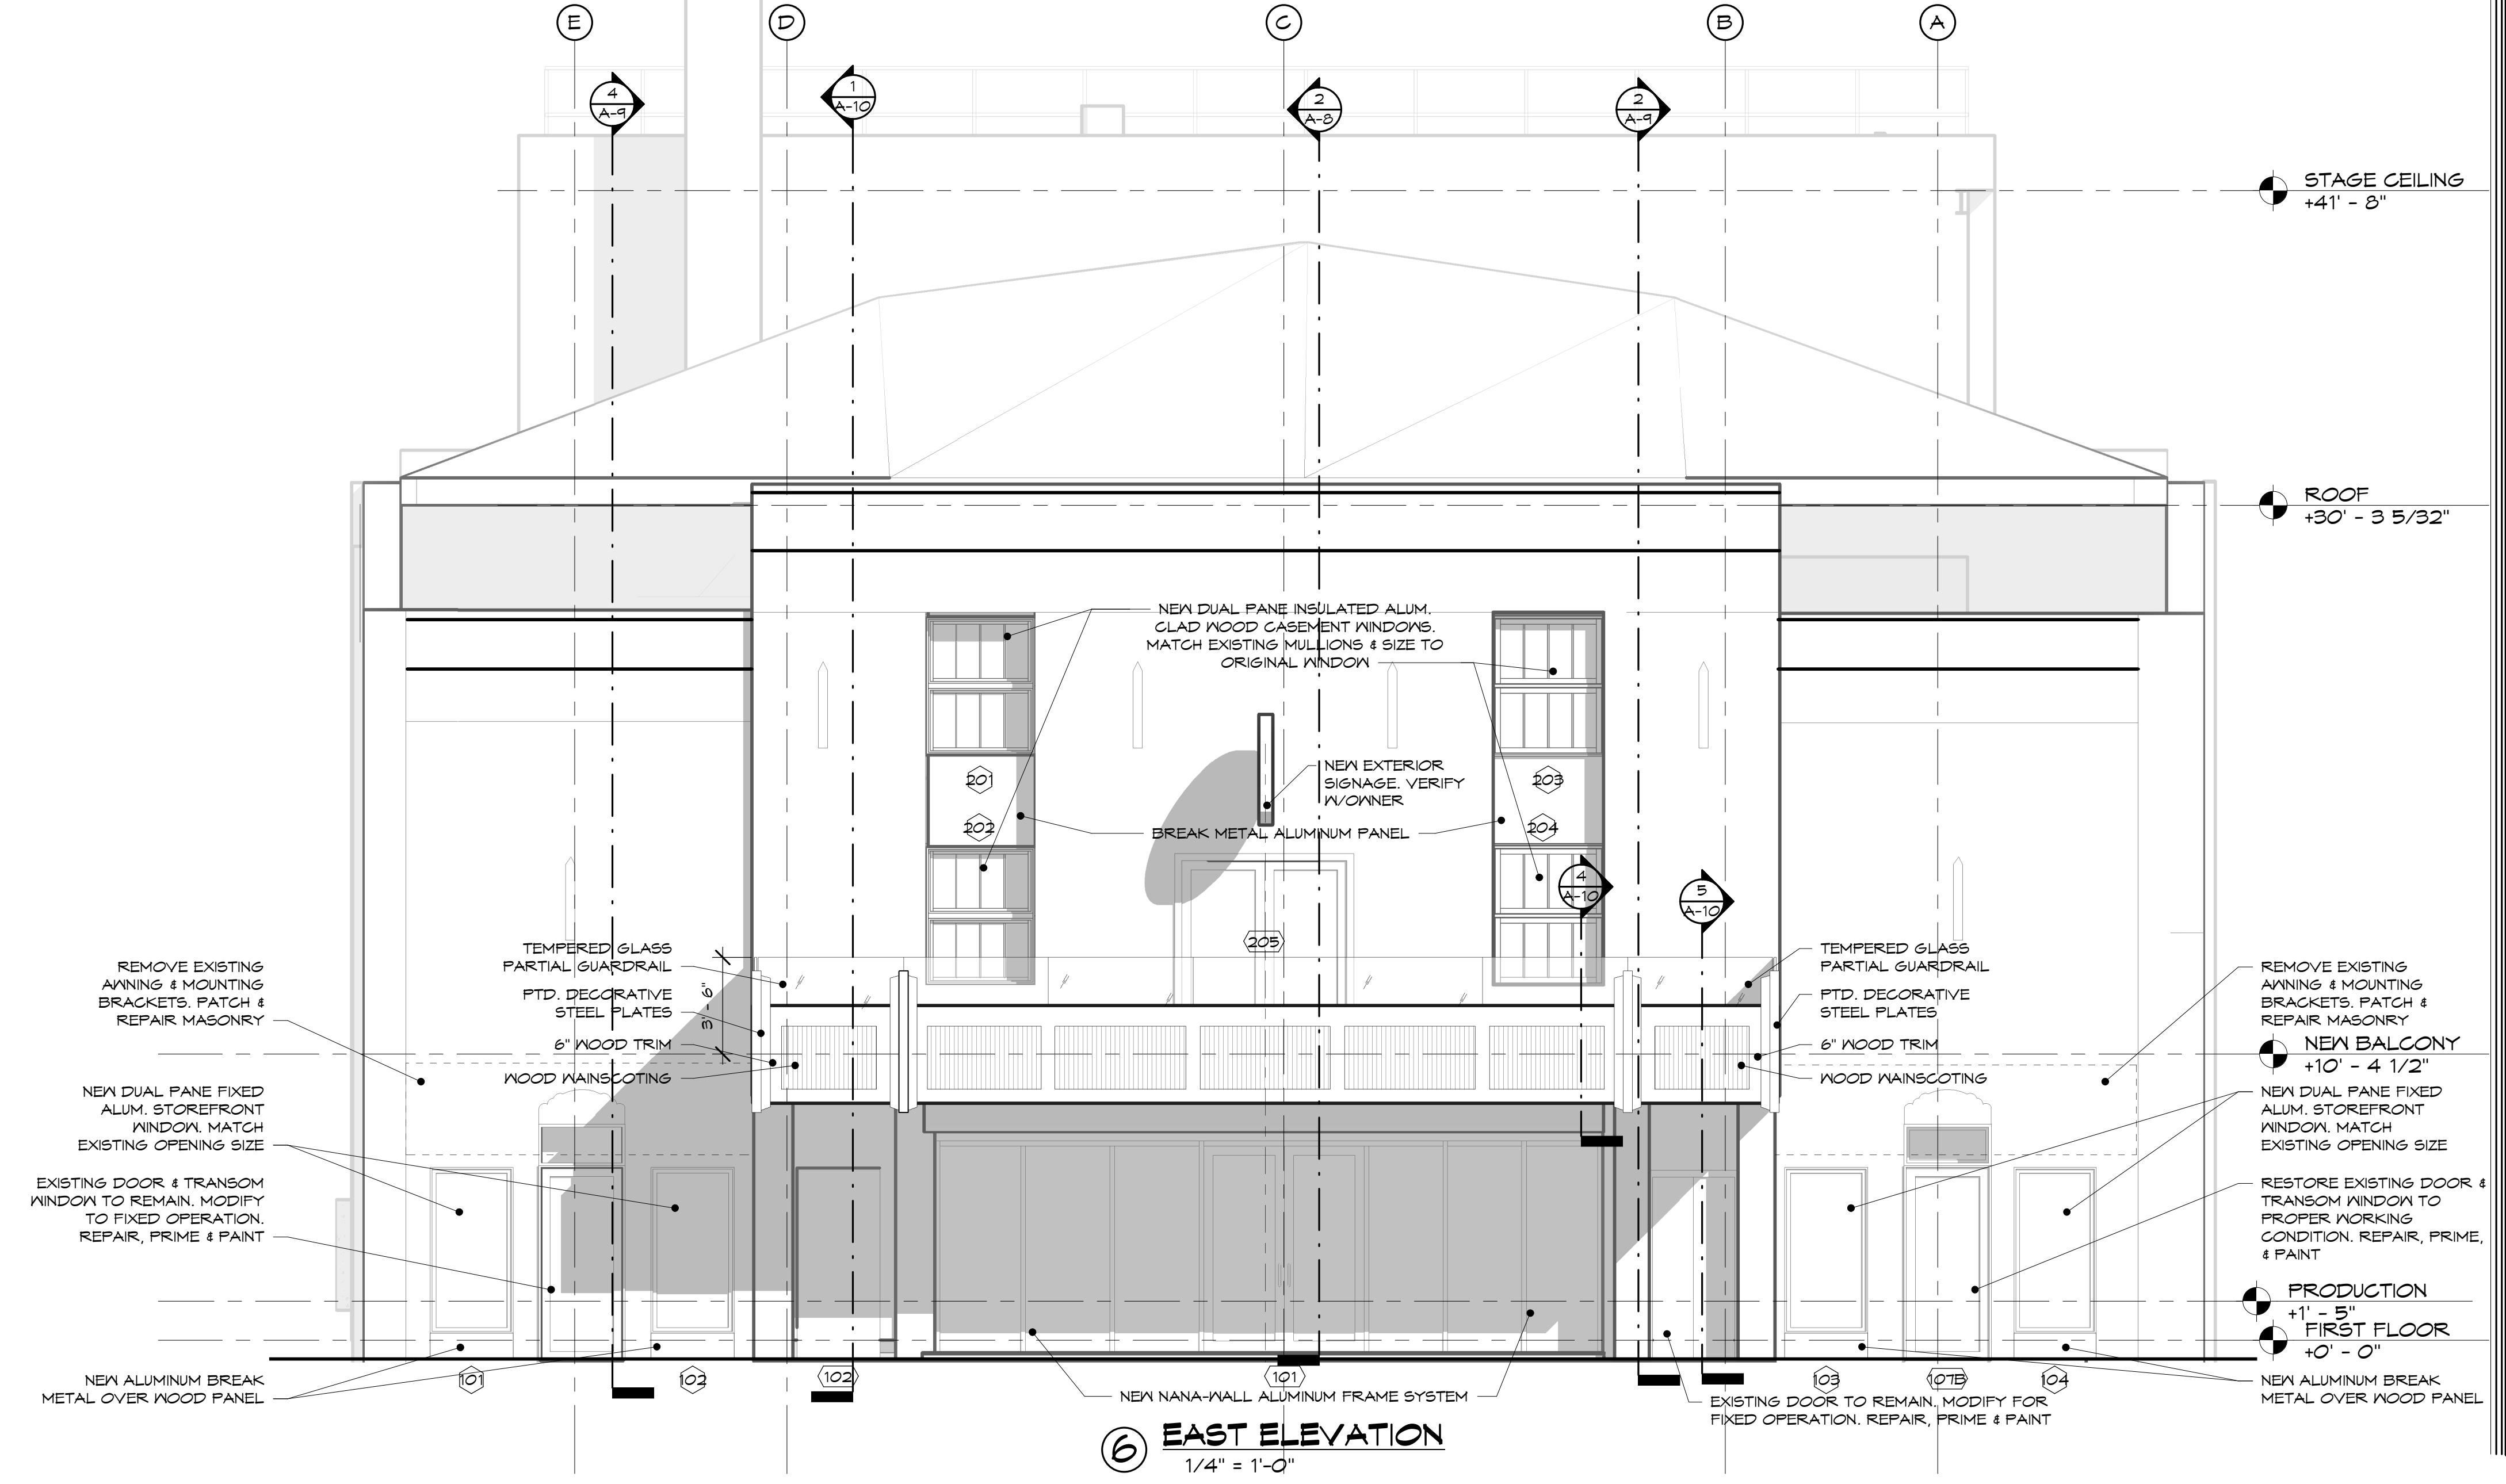 E
D
C
B
A
4
A-9
1
A-10
2
A-8
2
A-9
STAGE CEILING
+41' - 8"
ROOF
+30' - 3 5/32"
NEW DUAL PANE INSULATED ALUM.
CLAD WOOD CASEMENT WINDOWS.
MATCH EXISTING MULLIONS & SIZE TO
ORIGINAL WINDOW
201
202
203
204
NEW EXTERIOR
SIGNAGE. VERIFY
W/OWNER
BREAK METAL ALUMINUM PANEL
4
A-10
5
A-10
205
REMOVE EXISTING
AWNING & MOUNTING
BRACKETS. PATCH &
REPAIR MASONRY
NEW DUAL PANE FIXED
ALUM. STOREFRONT
WINDOW. MATCH
EXISTING OPENING SIZE
EXISTING DOOR & TRANSOM
WINDOW TO REMAIN. MODIFY
TO FIXED OPERATION.
REPAIR, PRIME & PAINT
NEW ALUMINUM BREAK
METAL OVER WOOD PANEL
TEMPERED GLASS
PARTIAL GUARDRAIL
PTD. DECORATIVE
STEEL PLATES
6" WOOD TRIM
WOOD WAINSCOTING
3' - 6"
TEMPERED GLASS
PARTIAL GUARDRAIL
PTD. DECORATIVE
STEEL PLATES
6" WOOD TRIM
WOOD WAINSCOTING
REMOVE EXISTING
AWNING & MOUNTING
BRACKETS. PATCH &
REPAIR MASONRY
NEW BALCONY
+10' - 4 1/2"
NEW DUAL PANE FIXED
ALUM. STOREFRONT
WINDOW. MATCH
EXISTING OPENING SIZE
RESTORE EXISTING DOOR &
TRANSOM WINDOW TO
PROPER WORKING
CONDITION. REPAIR, PRIME,
& PAINT
PRODUCTION
+1' - 5"
FIRST FLOOR
+0' - 0"
NEW ALUMINUM BREAK
METAL OVER WOOD PANEL
101
102
102
101
103
107B
104
NEW NANA-WALL ALUMINUM FRAME SYSTEM
EXISTING DOOR TO REMAIN. MODIFY FOR
FIXED OPERATION. REPAIR, PRIME & PAINT
6
EAST ELEVATION
1/4" = 1'-0"